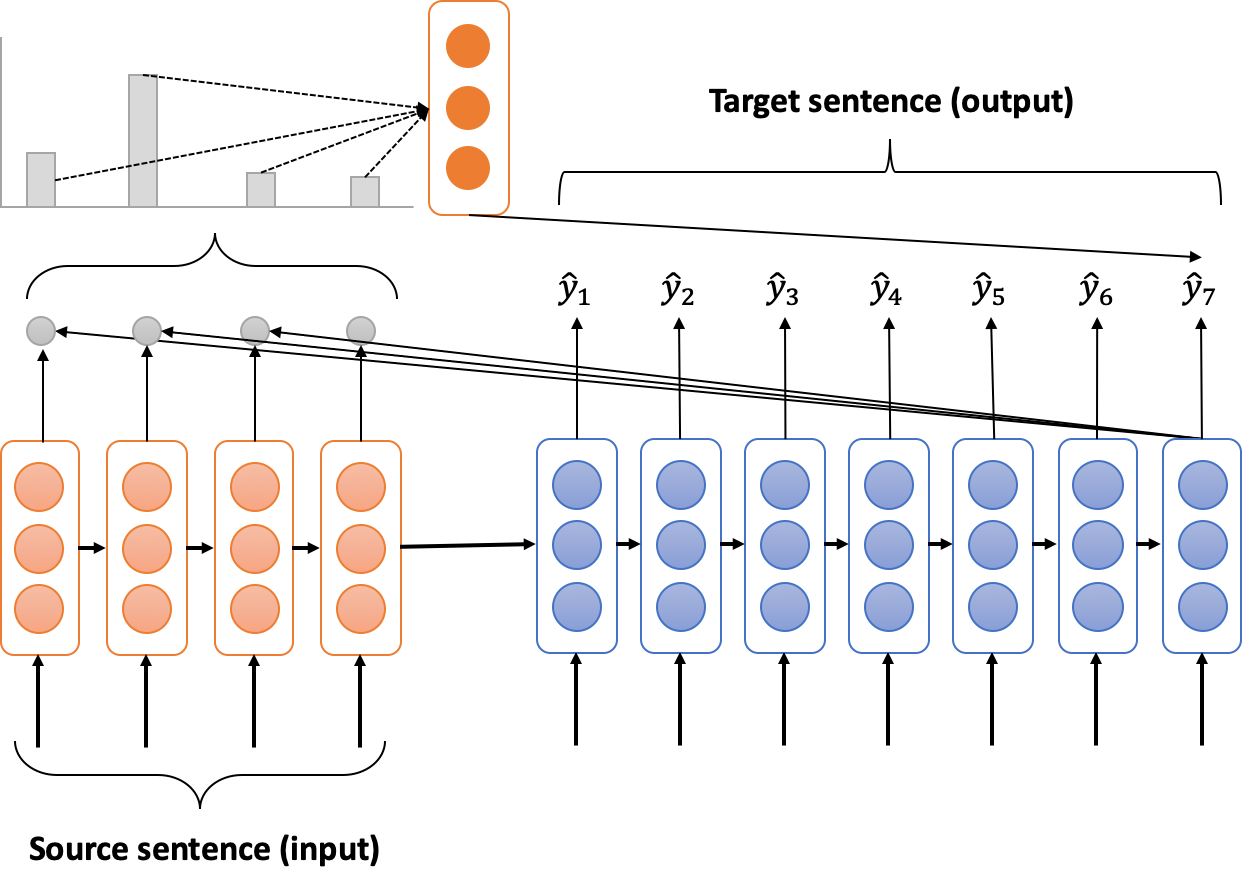 Target sentence (output)
ŷ₁ ŷ₂ ŷ₃ ŷ₄ ŷ₅ ŷ₆ ŷ₇
Source sentence (input)